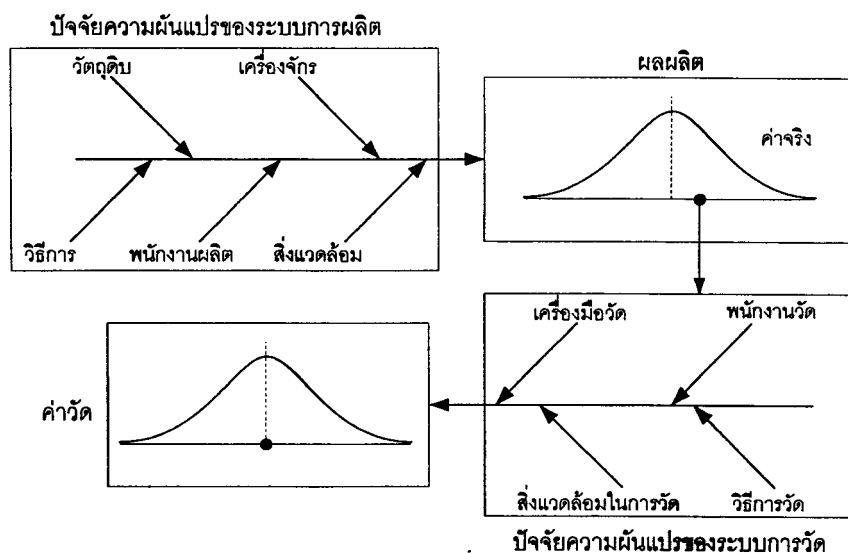 ปัจจัยความผันแปรของระบบการผลิต
วัตถุดิบ
เครื่องจักร
วิธีการ
พนักงานผลิต
สิ่งแวดล้อม
ผลผลิต
ค่าจริง
เครื่องมือวัด
พนักงานวัด
สิ่งแวดล้อมในการวัด
วิธีการวัด
ปัจจัยความผันแปรของระบบการวัด
ค่าวัด